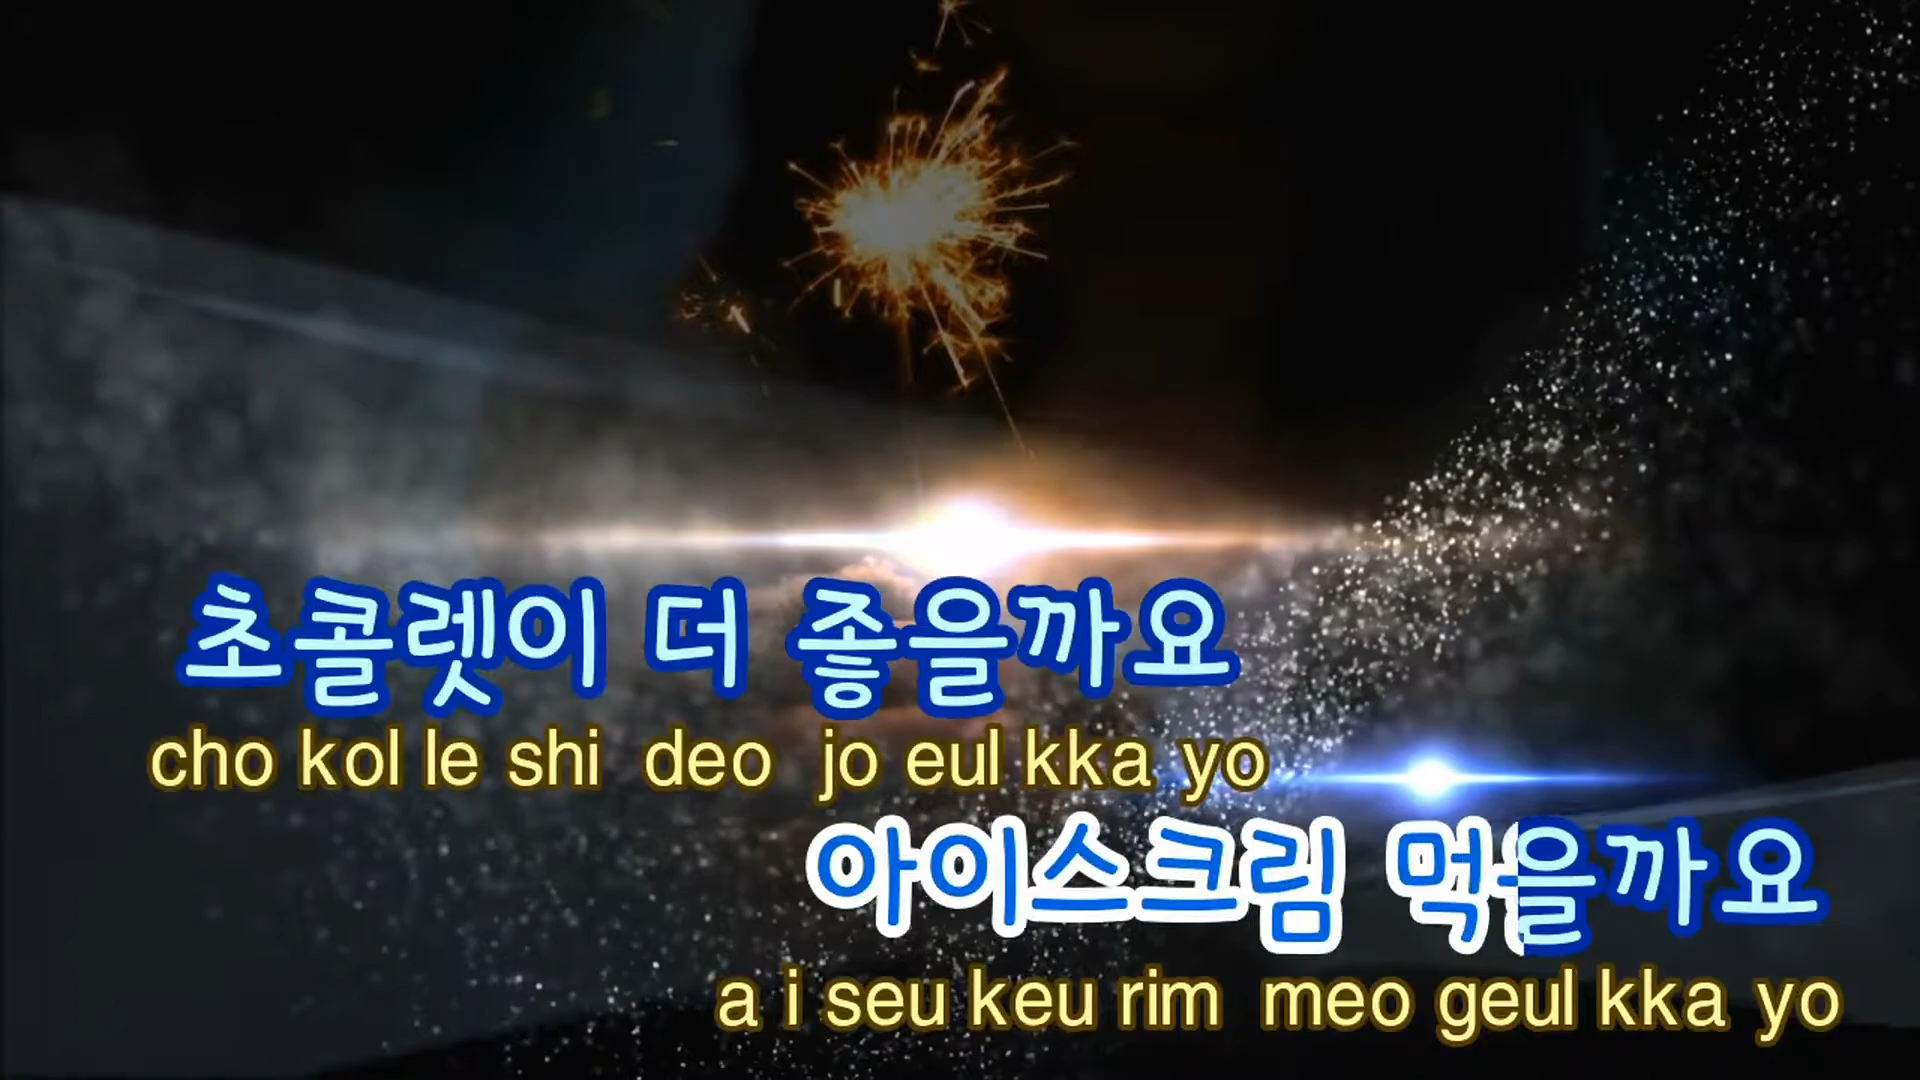 초콜렛이 더 좋을까요
cho kol le shi deo jo eul kka yo
아이스크림 먹을까요
a i seu keu rim meo geul kka yo